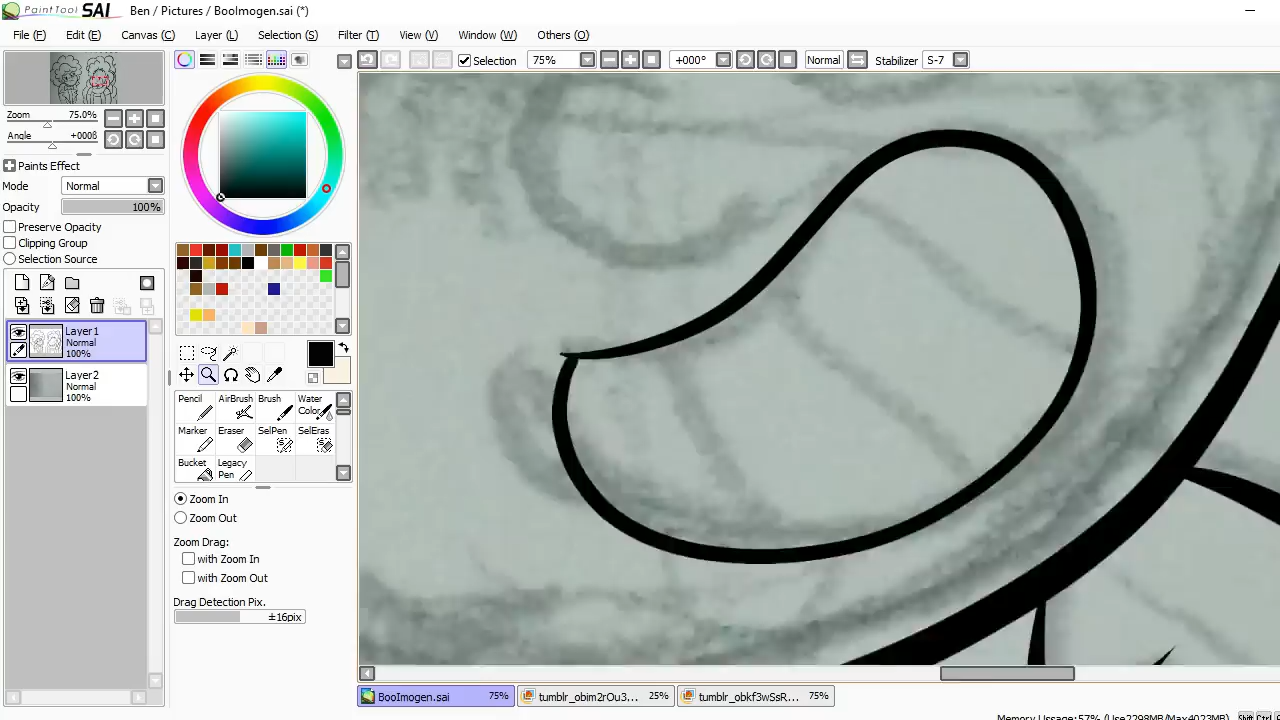 PaintTool SAI Ben / Pictures / BooImogen.sai (*)
File (F) Edit (E) Canvas (C) Layer (L) Selection (S) Filter (T) View (V) Window (W) Others (O)
Selection 75% +000° Normal Stabilizer S-7
Zoom 75.0%
Angle +000ß
Paints Effect
Mode Normal
Opacity 100%
Preserve Opacity
Clipping Group
Selection Source
Layer1
Normal
100%
Layer2
Normal
100%
Pencil AirBrush Brush Water Color
Marker Eraser SelPen SelEras
Bucket Legacy Pen
Zoom In
Zoom Out
Zoom Drag:
with Zoom In
with Zoom Out
Drag Detection Pix.
±16pix
BooImogen.sai 75% tumblr_obim2rOu3... 25% tumblr_obkf3wSsR... 75%